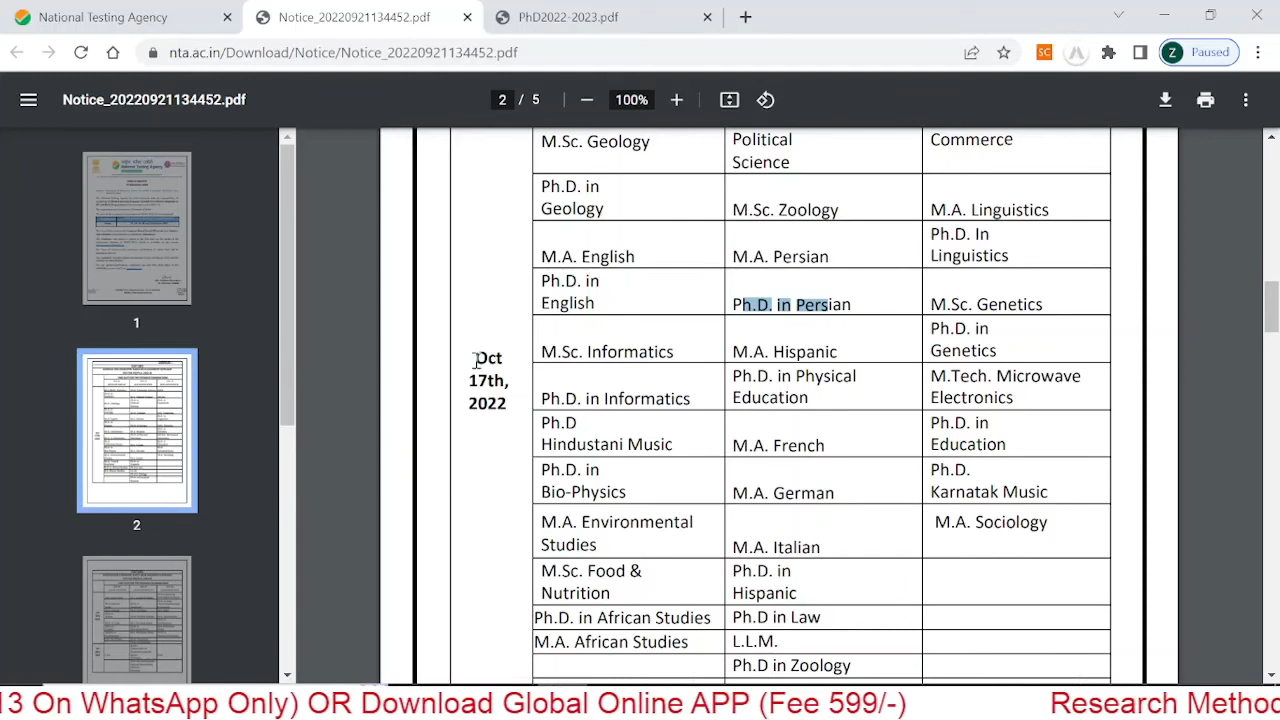 National Testing Agency
Notice_20220921134452.pdf
PhD2022-2023.pdf
nta.ac.in/Download/Notice/Notice_20220921134452.pdf
SC
Z Paused
Notice_20220921134452.pdf
2 / 5
100%
1
2
Oct
17th,
2022
M.Sc. Geology
Political
Science
Commerce
Ph.D. in
Geology
M.Sc. Zoology
M.A. Linguistics
M.A. English
M.A. Persian
Ph.D. In
Linguistics
Ph.D. in
English
Ph.D. in Persian
M.Sc. Genetics
M.Sc. Informatics
M.A. Hispanic
Ph.D. in
Genetics
Ph.D. in Informatics
Ph.D. in Physical
Education
M.Tech. Microwave
Electronics
Ph.D.
Hindustani Music
M.A. French
Ph.D. in
Education
Ph.D. in
Bio-Physics
M.A. German
Ph.D.
Karnatak Music
M.A. Environmental
Studies
M.A. Italian
M.A. Sociology
M.Sc. Food &
Nutrition
Ph.D. in
Hispanic
Ph.D. in African Studies
Ph.D in Law
M.A. African Studies
L.L.M.
Ph.D in Zoology
13 On WhatsApp Only) OR Download Global Online APP (Fee 599/-)
Research Method